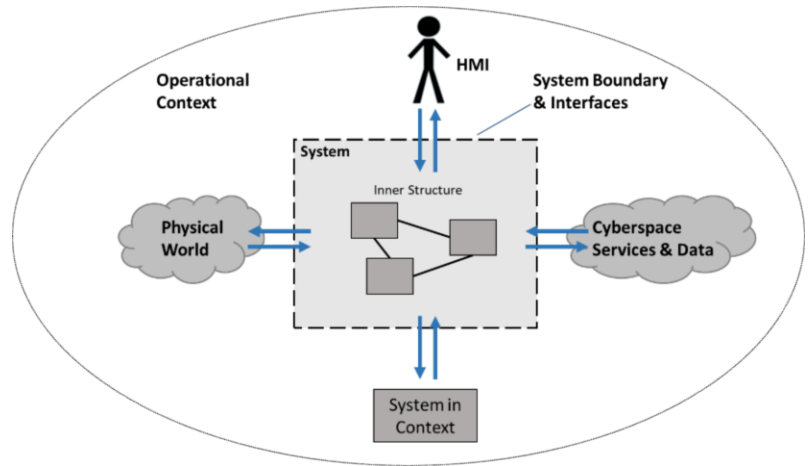 HMI
Operational
Context
System Boundary
& Interfaces
System
Inner Structure
Physical
World
Cyberspace
Services & Data
System in
Context